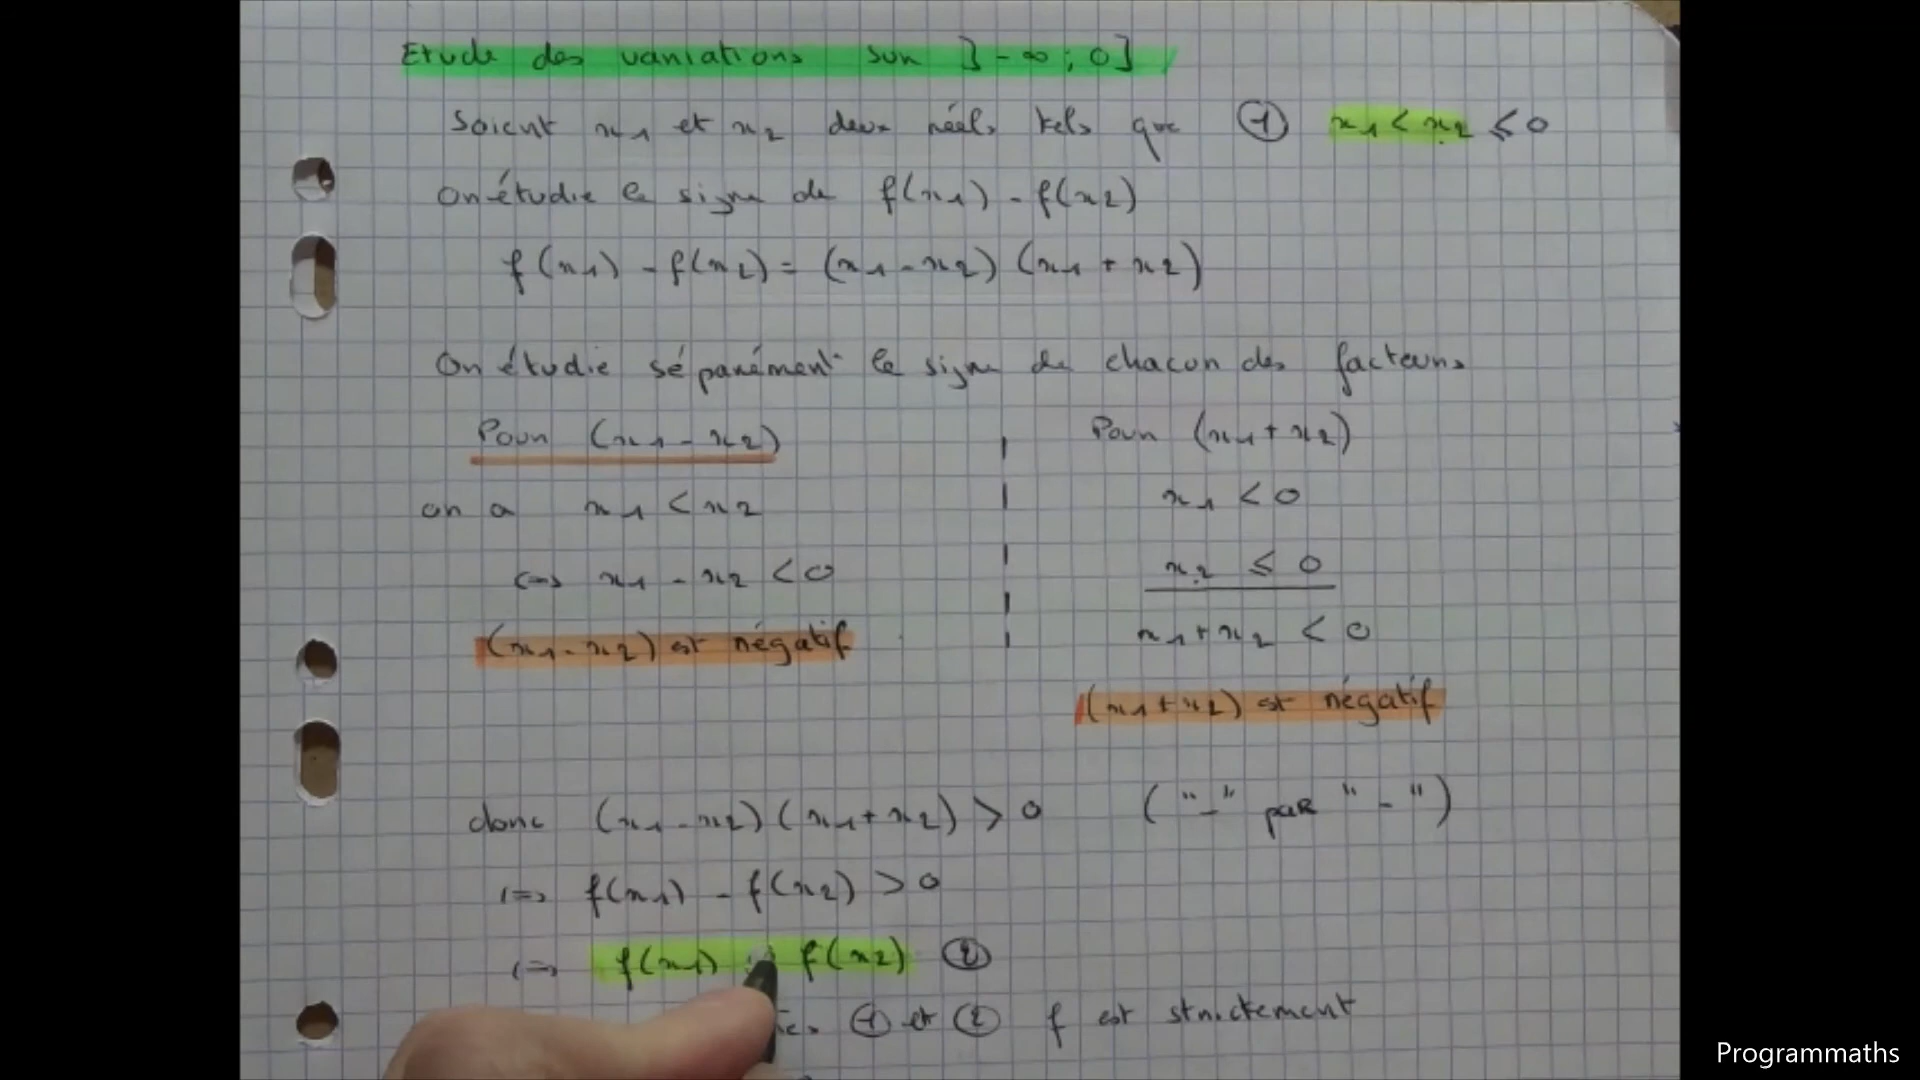 Etude des variations sur ]-∞ ; 0]
Soient x1 et x2 deux réels tels que ① x1 < x2 ≤ 0
On étudie le signe de f(x1) - f(x2)
f(x1) - f(x2) = (x1 - x2) (x1 + x2)
On étudie séparément le signe de chacun des facteurs
Pour (x1 - x2)
on a x1 < x2
<=> x1 - x2 < 0
(x1 - x2) est négatif
Pour (x1 + x2)
x1 < 0
x2 ≤ 0
x1 + x2 < 0
(x1 + x2) est négatif
donc (x1 - x2) (x1 + x2) > 0 ("-" paR "-")
<=> f(x1) - f(x2) > 0
<=> f(x1) f(x2) ②
① et ② f est strictement
Programmaths